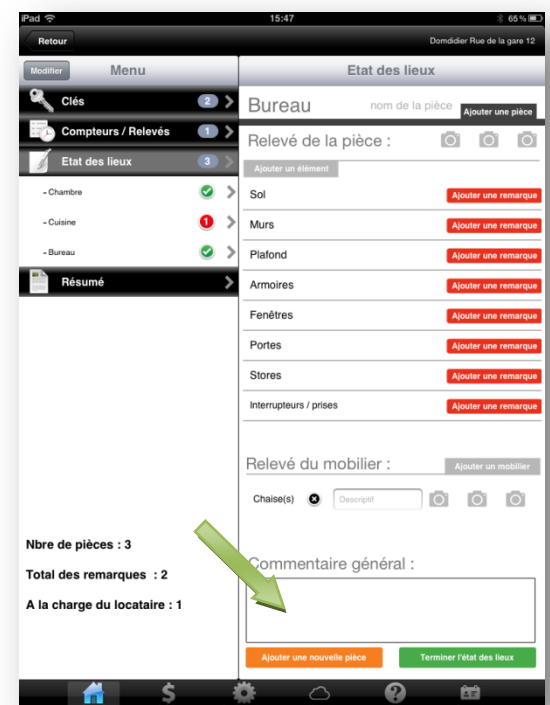 iPad 15:47 65 %
Retour Domdidier Rue de la gare 12
Modifier Menu Etat des lieux
Clés 2
Compteurs / Relevés 1
Etat des lieux 3
- Chambre
- Cuisine 1
- Bureau
Résumé
Nbre de pièces : 3
Total des remarques : 2
A la charge du locataire : 1
Bureau nom de la pièce Ajouter une pièce
Relevé de la pièce :
Ajouter un élément
Sol Ajouter une remarque
Murs Ajouter une remarque
Plafond Ajouter une remarque
Armoires Ajouter une remarque
Fenêtres Ajouter une remarque
Portes Ajouter une remarque
Stores Ajouter une remarque
Interrupteurs / prises Ajouter une remarque
Relevé du mobilier : Ajouter un mobilier
Chaise(s) Descriptif
Commentaire général :
Ajouter une nouvelle pièce Terminer l'état des lieux